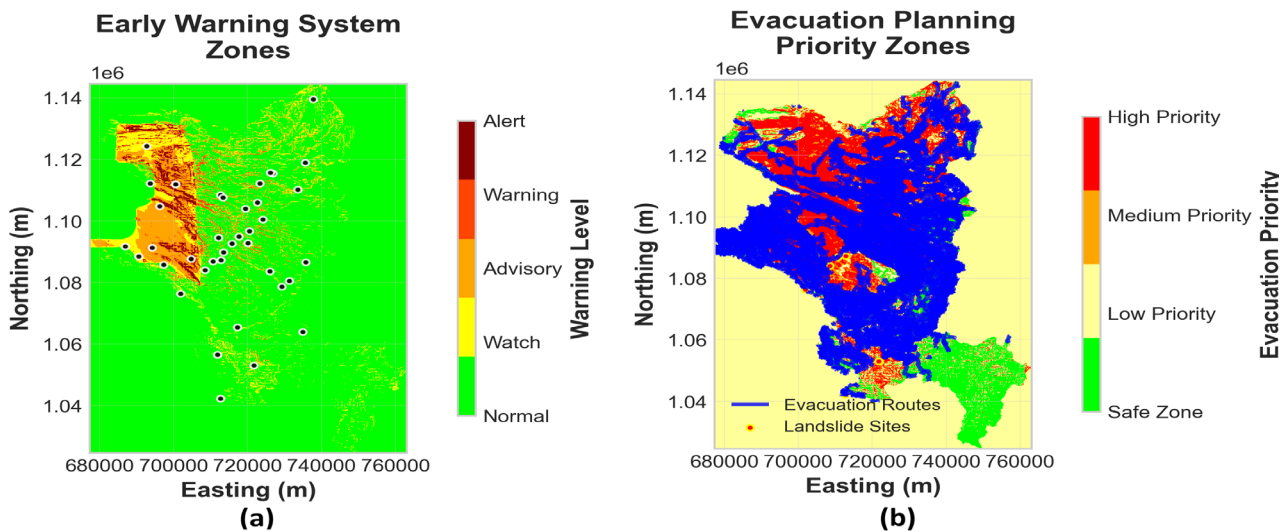 Early Warning System
Zones
1e6
1.14
1.12
1.10
1.08
1.06
1.04
Northing (m)
680000 700000 720000 740000 760000
Easting (m)
(a)
Alert
Warning
Advisory
Watch
Normal
Warning Level
Evacuation Planning
Priority Zones
1e6
1.14
1.12
1.10
1.08
1.06
1.04
Northing (m)
Evacuation Routes
Landslide Sites
680000 700000 720000 740000 760000
Easting (m)
(b)
High Priority
Medium Priority
Low Priority
Safe Zone
Evacuation Priority